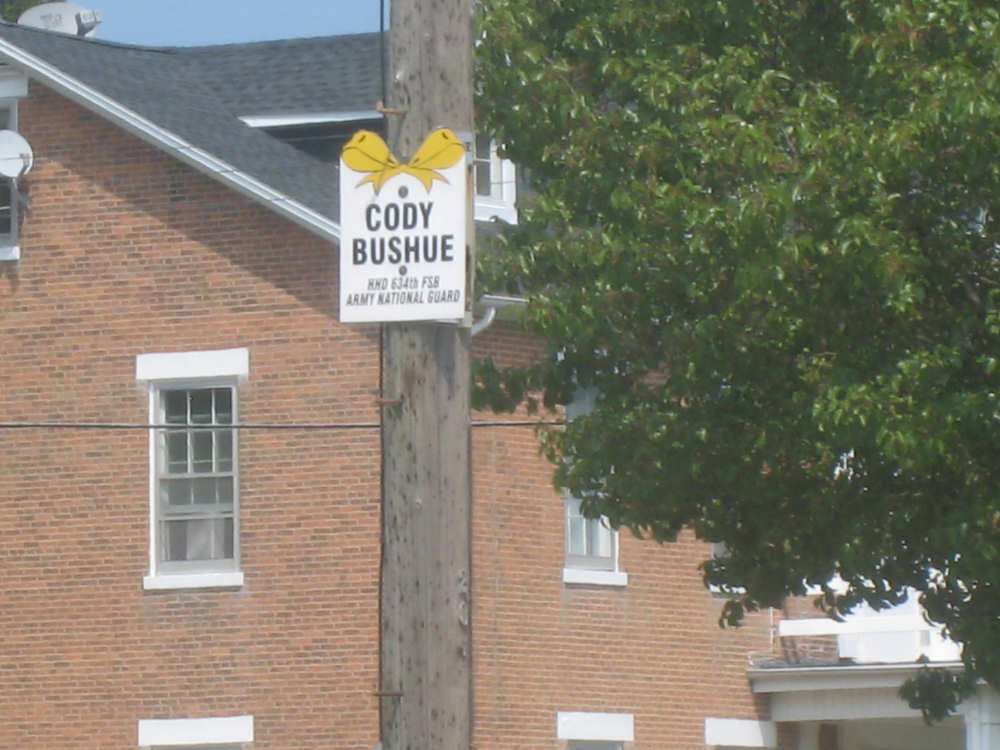 CODY
BUSHUE
HHD 634th FSB
ARMY NATIONAL GUARD